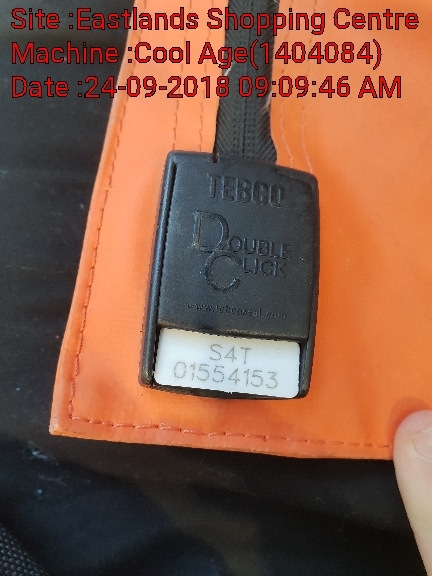 Site :Eastlands Shopping Centre
Machine :Cool Age(1404084)
Date :24-09-2018 09:09:46 AM
TEBCO
DOUBLE
CLICK
S4T
01554153